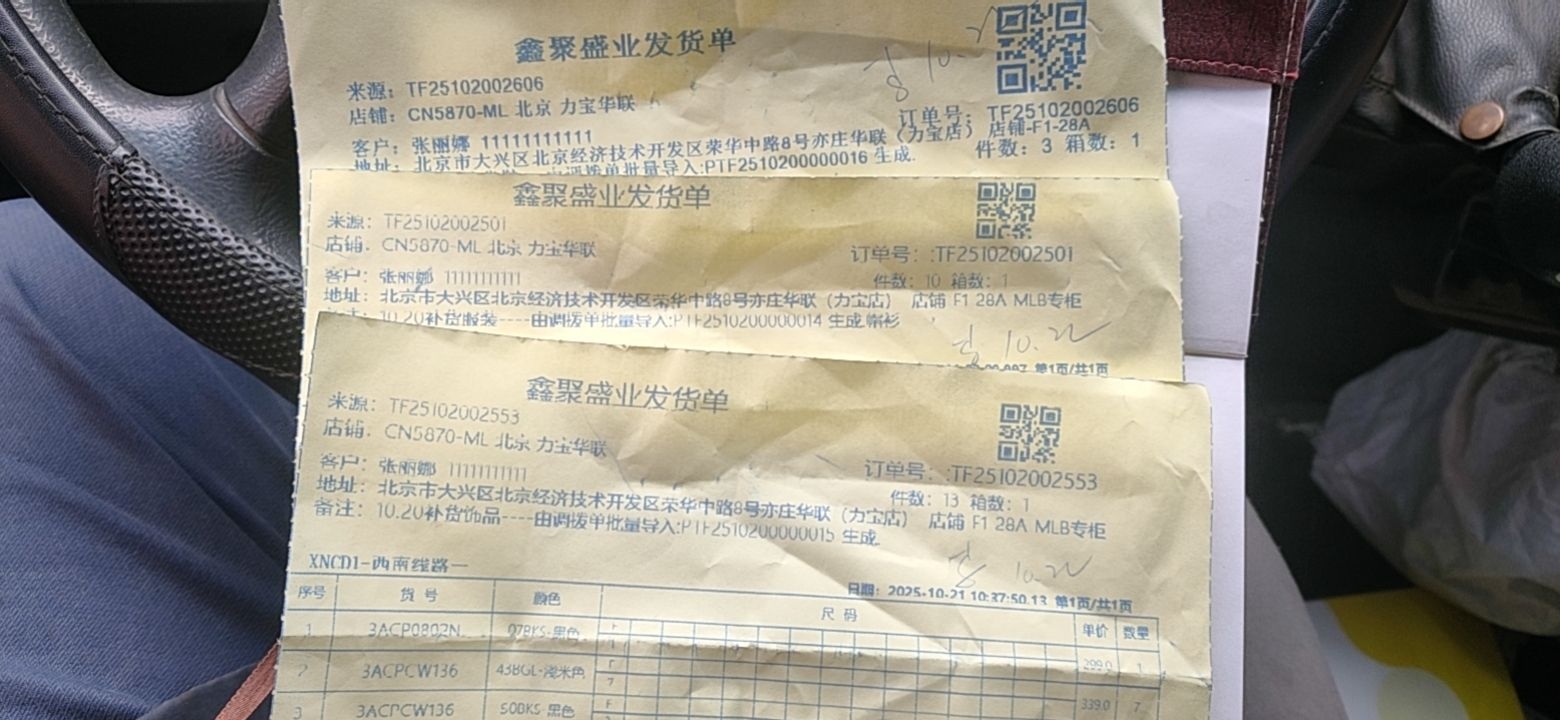 鑫聚盛业发货单
10.2
来源：TF25102002606
店铺：CN5870-ML 北京 力宝华联
订单号：TF25102002606
客户：张丽娜 11111111111
件数：3 箱数：1
地址：北京市大兴区北京经济技术开发区荣华中路8号亦庄华联（力宝店） 店铺-F1-28A
由调拨单批量导入:PTF2510200000016 生成.
鑫聚盛业发货单
来源：TF25102002501
店铺：CN5870-ML 北京 力宝华联
订单号：:TF25102002501
客户：张丽娜 11111111111
件数：10 箱数：1
地址：北京市大兴区北京经济技术开发区荣华中路8号亦庄华联（力宝店） 店铺 F1 28A MLB专柜
10.20补货服装----由调拨单批量导入:PTF2510200000014 生成.帽衫
10.22
第1页/共1页
鑫聚盛业发货单
来源：TF25102002553
店铺：CN5870-ML 北京 力宝华联
订单号：:TF25102002553
客户：张丽娜 11111111111
件数：13 箱数：1
地址：北京市大兴区北京经济技术开发区荣华中路8号亦庄华联（力宝店） 店铺 F1 28A MLB专柜
备注：10.20补货饰品----由调拨单批量导入:PTF2510200000015 生成.
10.22
XNCD1-西南线路一
日期：2025-10-21 10:37:50.13 第1页/共1页
序号 货 号 颜色 尺 码 单价 数量
1 3ACP0802N 07BKS-黑色 F 299.0 1
2 3ACPCW136 43BGL-浅米色 F 339.0 7
3 3ACPCW136 50BKS-黑色 F